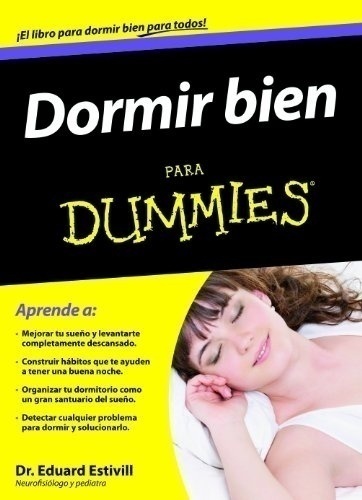 ¡El libro para dormir bien para todos!
Dormir bien
PARA
DUMMIES®
Aprende a:
• Mejorar tu sueño y levantarte
completamente descansado.
• Construir hábitos que te ayuden
a tener una buena noche.
• Organizar tu dormitorio como
un gran santuario del sueño.
• Detectar cualquier problema
para dormir y solucionarlo.
Dr. Eduard Estivill
Neurofisiólogo y pediatra